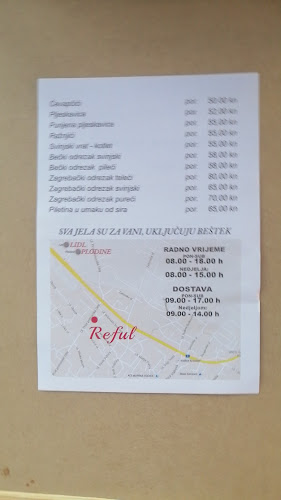 Ćevapčići por. 50,00 kn
Pljeskavica por. 52,00 kn
Punjena pljeskavica por. 55,00 kn
Ražnjići por. 55,00 kn
Svinjski vrat - kotlet por. 55,00 kn
Bečki odrezak svinjski por. 58,00 kn
Bečki odrezak pileći por. 58,00 kn
Zagrebački odrezak teleći por. 80,00 kn
Zagrebački odrezak svinjski por. 65,00 kn
Zagrebački odrezak pureći por. 70,00 kn
Piletina u umaku od sira por. 65,00 kn
SVA JELA SU ZA VANI, UKLJUČUJU BEŠTEK
LIDL
PLODINE
Reful
RADNO VRIJEME
PON-SUB
08.00 - 18.00 h
NEDJELJA:
08.00 - 15.00 h
DOSTAVA
PON-SUB
09.00 - 17.00 h
Nedjeljom:
09.00 - 14.00 h